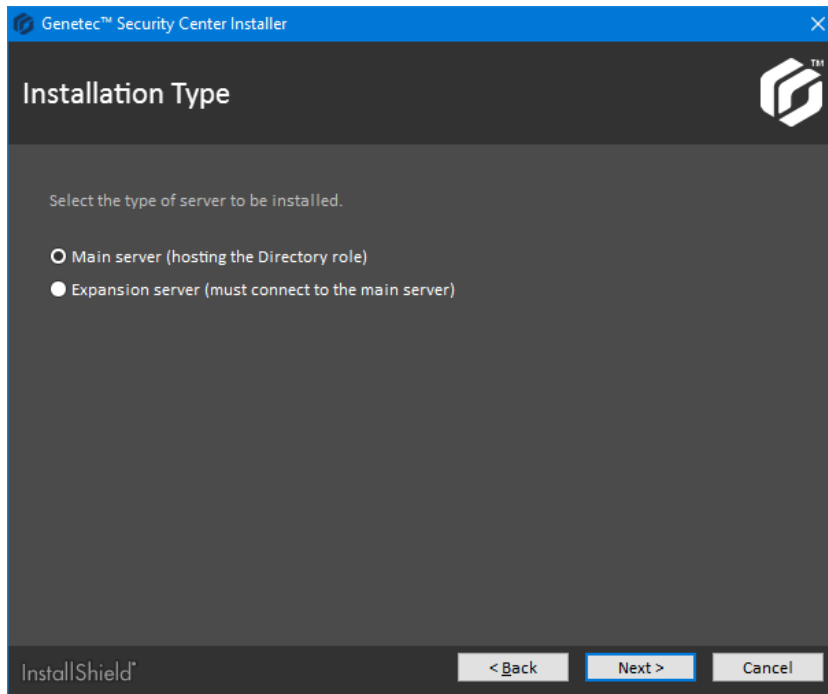 Genetec™ Security Center Installer
Installation Type
TM
Select the type of server to be installed.
Main server (hosting the Directory role)
Expansion server (must connect to the main server)
InstallShield®
< Back
Next >
Cancel